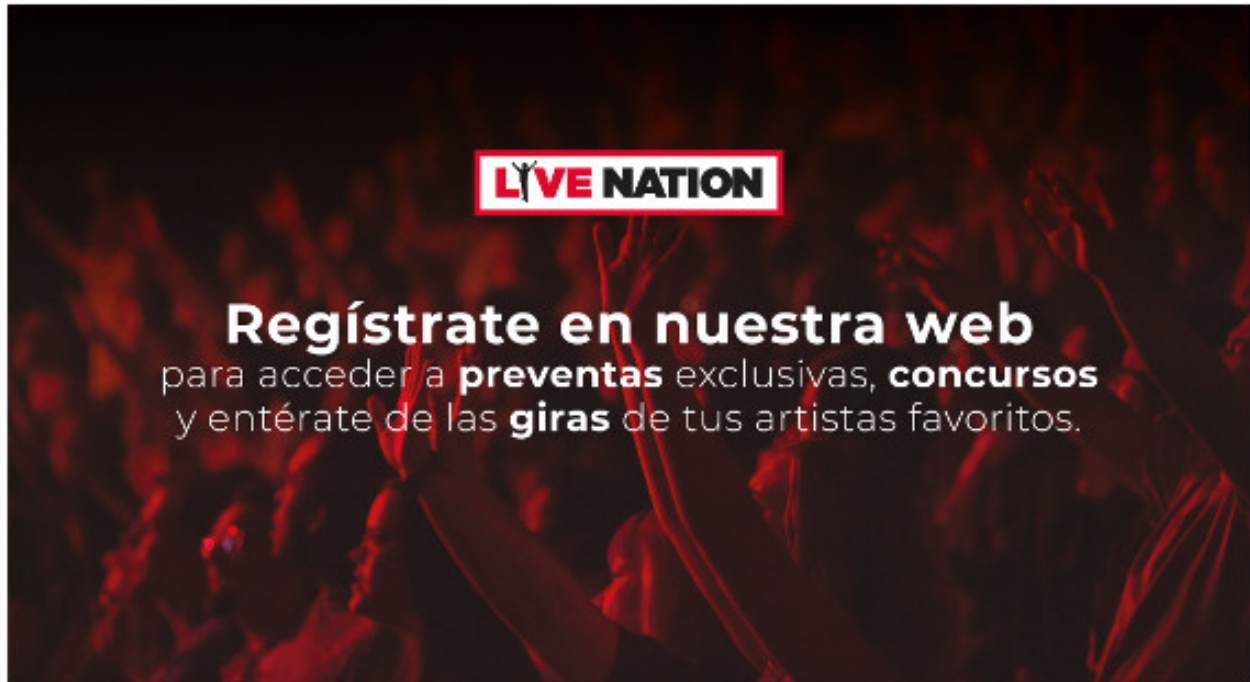 LIVE NATION
Regístrate en nuestra web
para acceder a preventas exclusivas, concursos
y entérate de las giras de tus artistas favoritos.